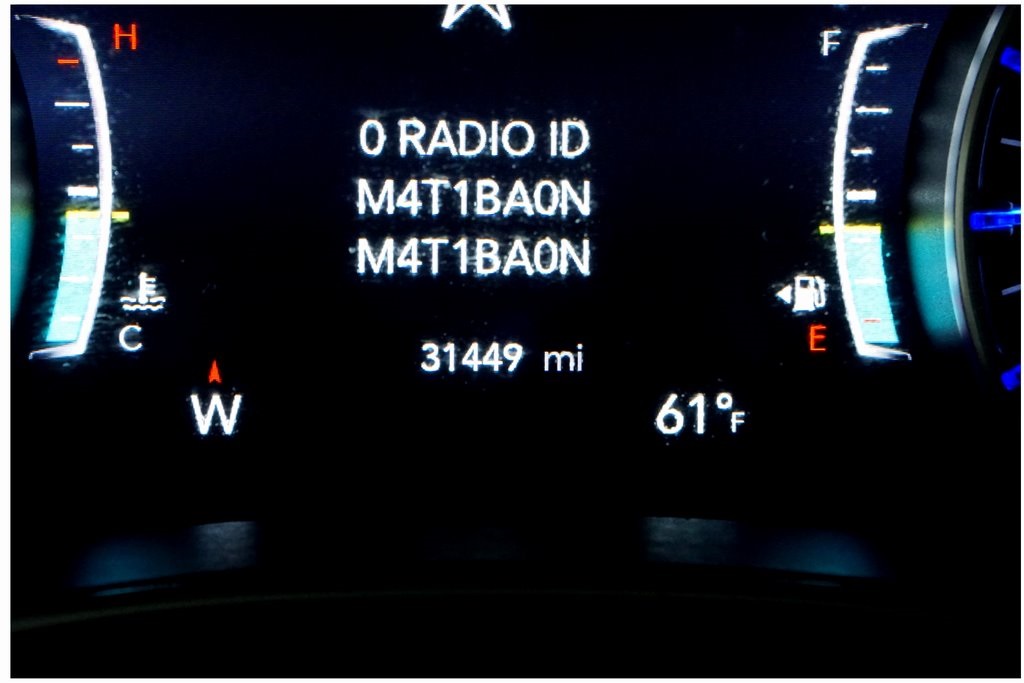 H
F
0 RADIO ID
M4T1BA0N
M4T1BA0N
C
E
31449 mi
W
61°F